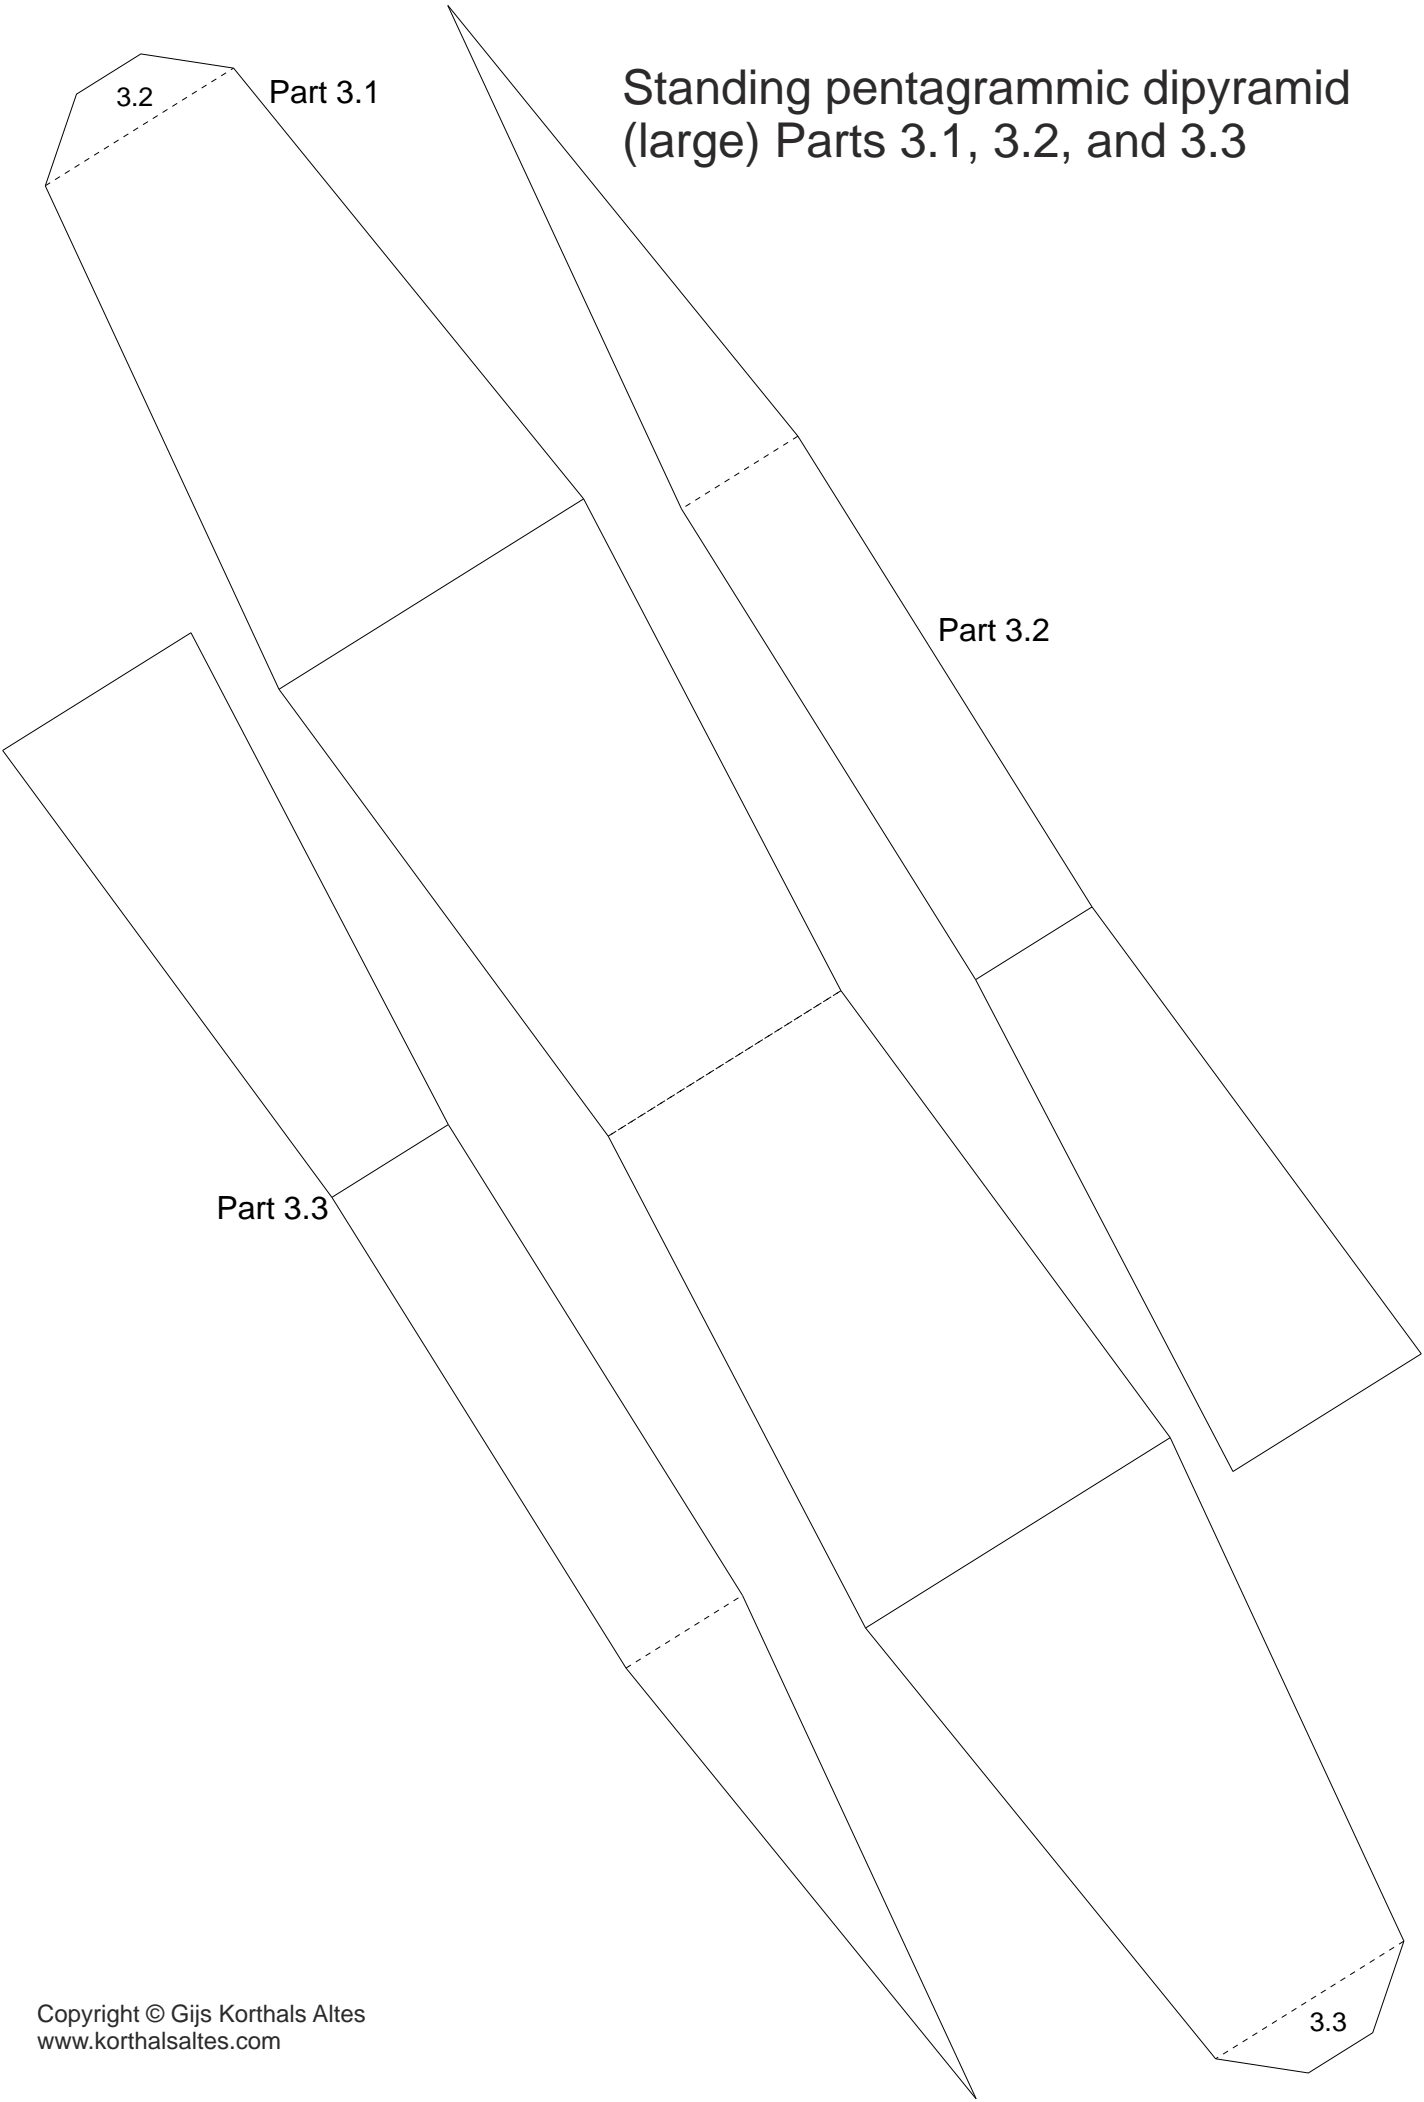 Standing pentagrammic dipyramid
(large) Parts 3.1, 3.2, and 3.3
3.2
Part 3.1
Part 3.2
Part 3.3
3.3
Copyright © Gijs Korthals Altes
www.korthalsaltes.com